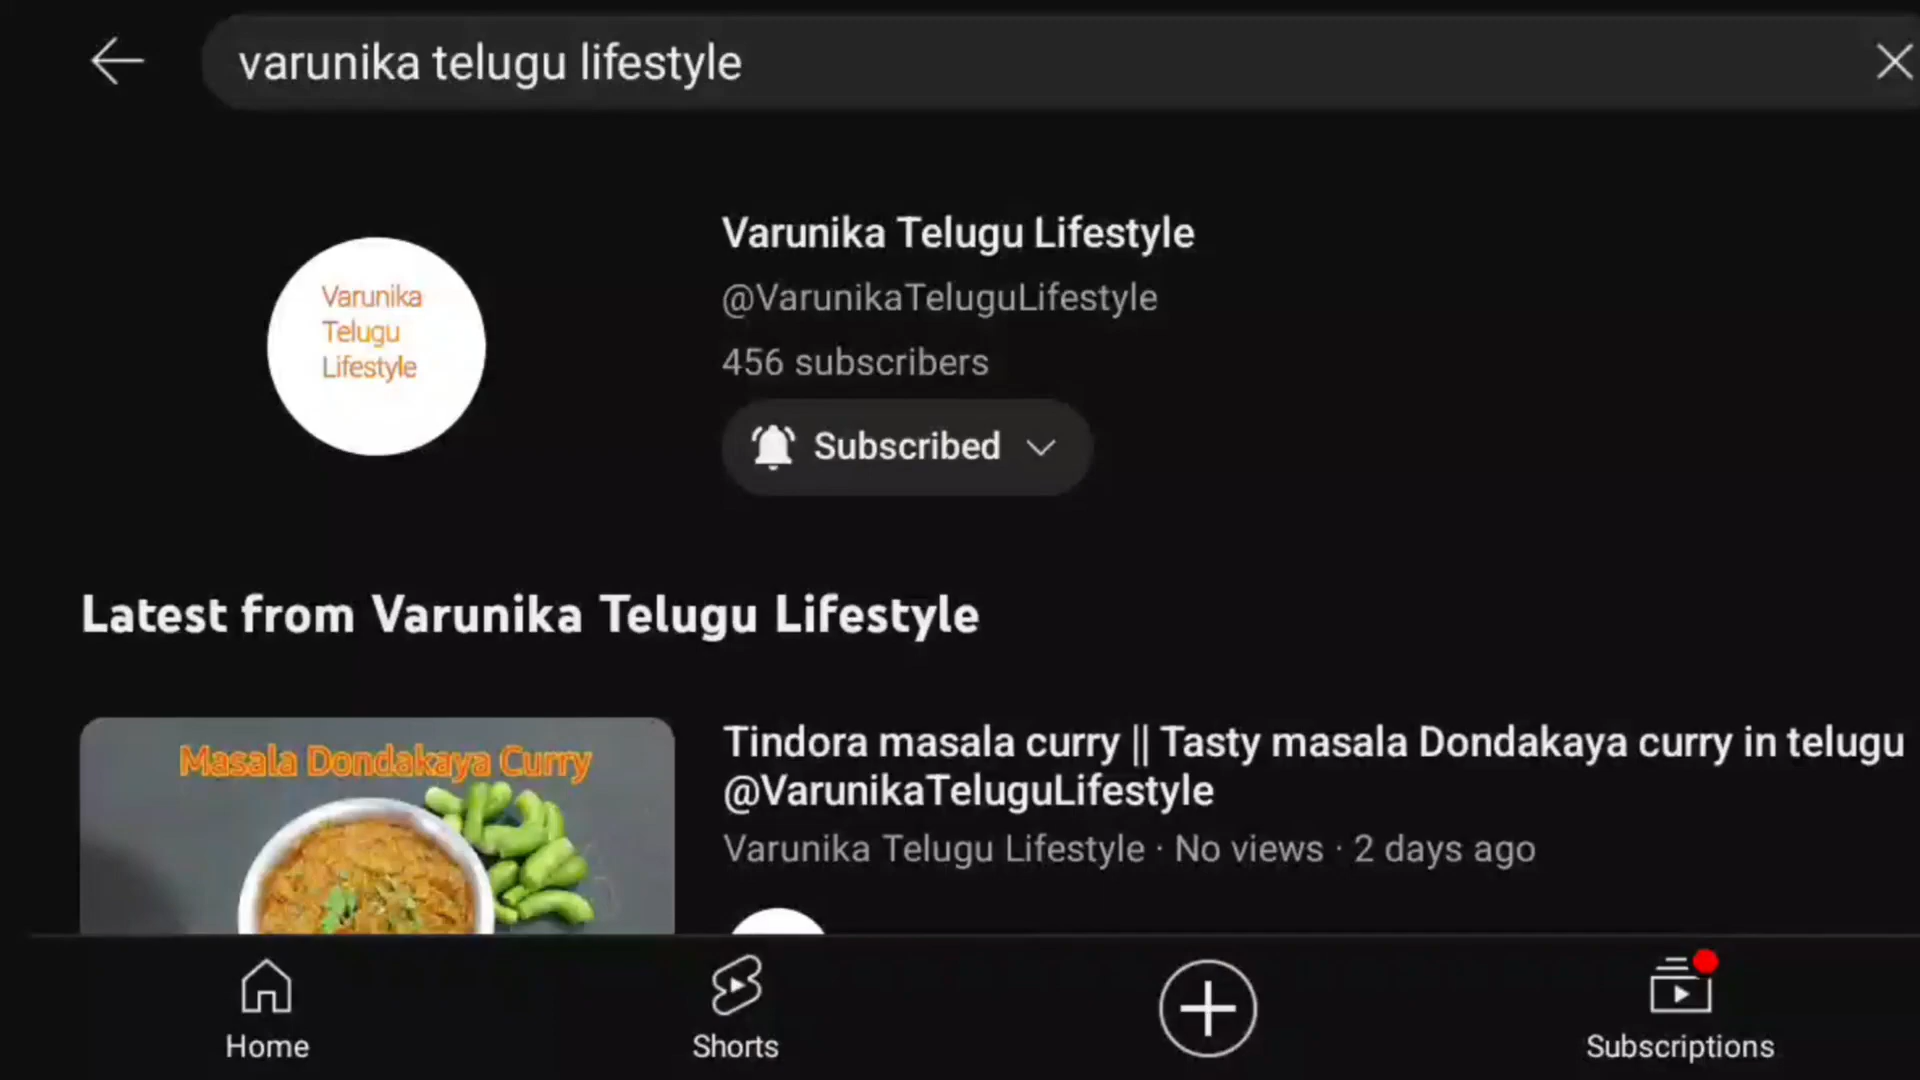 varunika telugu lifestyle
Varunika
Telugu
Lifestyle
Varunika Telugu Lifestyle
@VarunikaTeluguLifestyle
456 subscribers
Subscribed
Latest from Varunika Telugu Lifestyle
Masala Dondakaya Curry
Tindora masala curry || Tasty masala Dondakaya curry in telugu
@VarunikaTeluguLifestyle
Varunika Telugu Lifestyle · No views · 2 days ago
Home
Shorts
Subscriptions